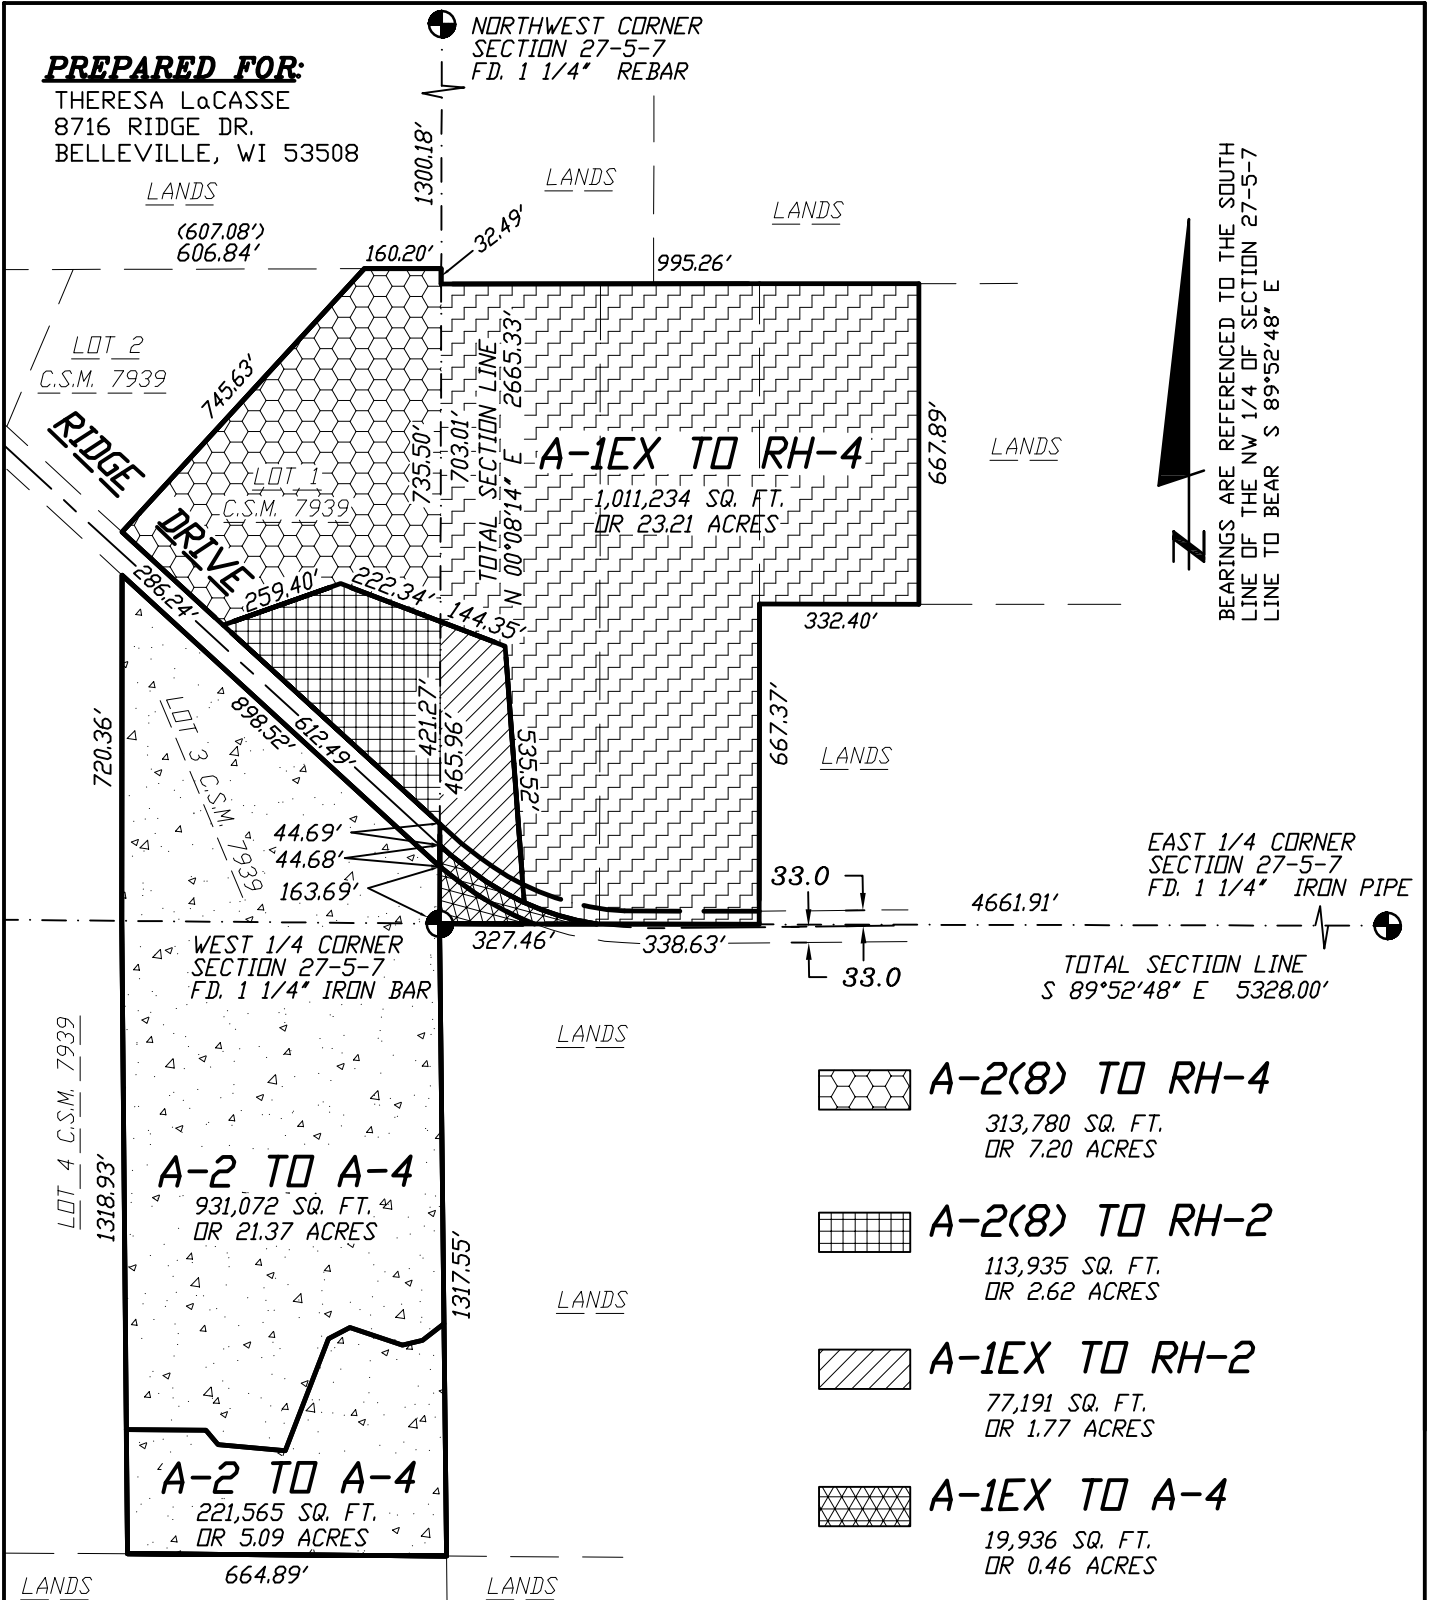 PREPARED FOR:
THERESA LaCASSE
8716 RIDGE DR.
BELLEVILLE, WI 53508
NORTHWEST CORNER
SECTION 27-5-7
FD. 1 1/4" REBAR
1300.18'
LANDS
LANDS
LANDS
(607.08')
606.84'
160.20'
32.49'
995.26'
BEARINGS ARE REFERENCED TO THE SOUTH
LINE OF THE NW 1/4 OF SECTION 27-5-7
LINE TO BEAR S 89°52'48" E
N
LOT 2
C.S.M. 7939
745.63'
RIDGE
DRIVE
LOT 1
C.S.M. 7939
735.50'
703.01'
TOTAL SECTION LINE
N 00°08'14" E 2665.33'
A-1EX TO RH-4
1,011,234 SQ. FT.
OR 23.21 ACRES
667.89'
LANDS
286.24'
259.40'
222.34'
144.35'
332.40'
720.36'
LOT 3 C.S.M. 7939
898.52'
612.49'
421.27'
465.96'
535.52'
667.37'
LANDS
44.69'
44.68'
163.69'
EAST 1/4 CORNER
SECTION 27-5-7
FD. 1 1/4" IRON PIPE
33.0
4661.91'
WEST 1/4 CORNER
SECTION 27-5-7
FD. 1 1/4" IRON BAR
327.46'
338.63'
33.0
TOTAL SECTION LINE
S 89°52'48" E 5328.00'
LOT 4 C.S.M. 7939
LANDS
A-2(8) TO RH-4
313,780 SQ. FT.
OR 7.20 ACRES
1318.93'
A-2 TO A-4
931,072 SQ. FT.
OR 21.37 ACRES
1317.55'
A-2(8) TO RH-2
113,935 SQ. FT.
OR 2.62 ACRES
LANDS
A-1EX TO RH-2
77,191 SQ. FT.
OR 1.77 ACRES
A-2 TO A-4
221,565 SQ. FT.
OR 5.09 ACRES
A-1EX TO A-4
19,936 SQ. FT.
OR 0.46 ACRES
664.89'
LANDS
LANDS